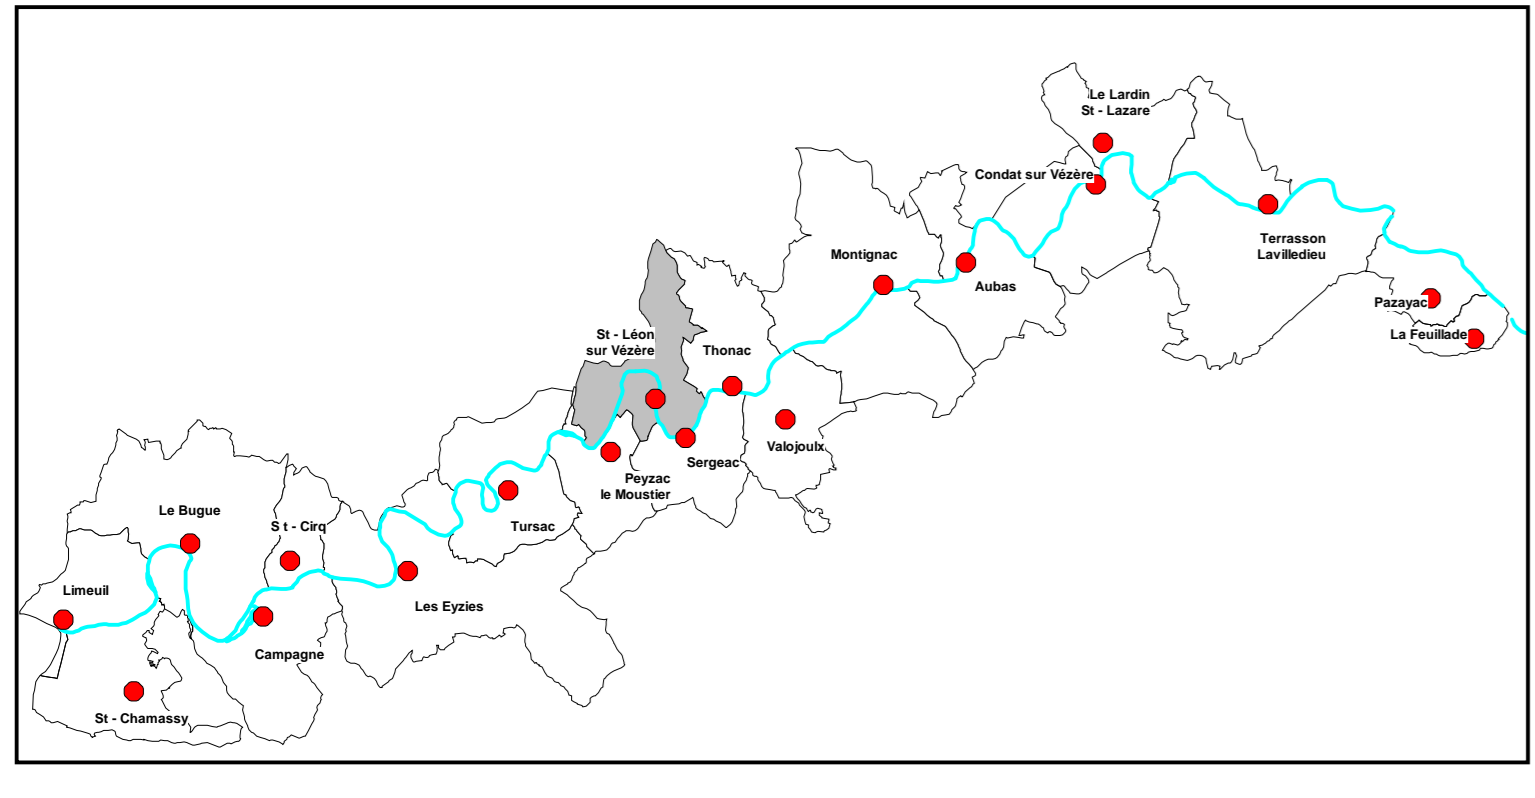 Le Lardin
St - Lazare
Condat sur Vézère
Terrasson
Lavilledieu
Montignac
Aubas
Pazayac
La Feuillade
St - Léon
sur Vézère
Thonac
Valojoulx
Sergeac
Peyzac
le Moustier
Tursac
Le Bugue
S t - Cirq
Limeuil
Les Eyzies
Campagne
St - Chamassy